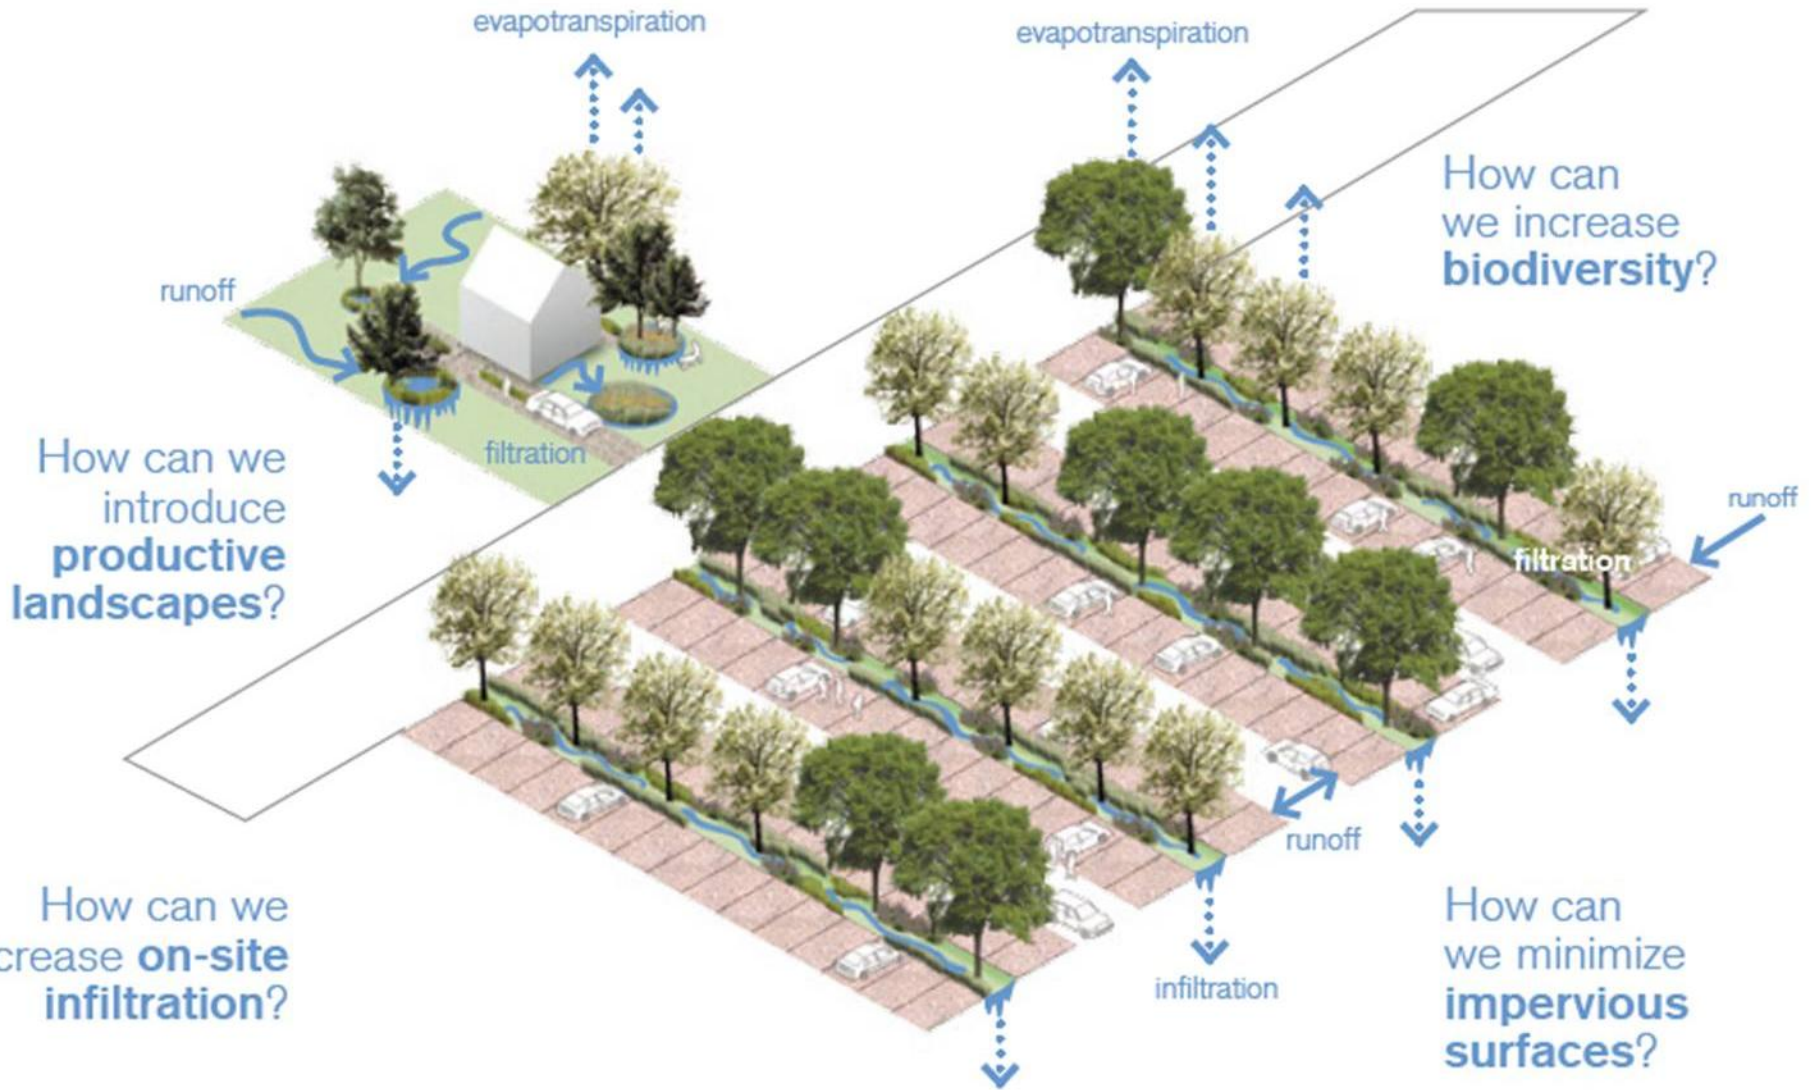 evapotranspiration
evapotranspiration
How can
we increase
biodiversity?
runoff
How can we
introduce
productive
landscapes?
filtration
runoff
filtration
runoff
How can we
crease on-site
infiltration?
infiltration
How can
we minimize
impervious
surfaces?